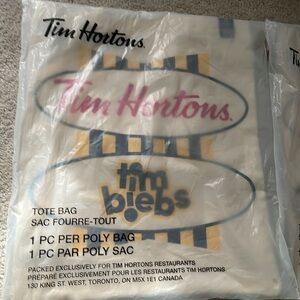 Tim Hortons.
Tim Hortons.
tim
biebs
TOTE BAG
SAC FOURRE-TOUT
1 PC PER POLY BAG
1 PC PAR POLY SAC
PACKED EXCLUSIVELY FOR TIM HORTONS RESTAURANTS
PRÉPARÉ EXCLUSIVEMENT POUR LES RESTAURANTS TIM HORTONS
130 KING ST. WEST, TORONTO, ON M5X 1E1 CANADA